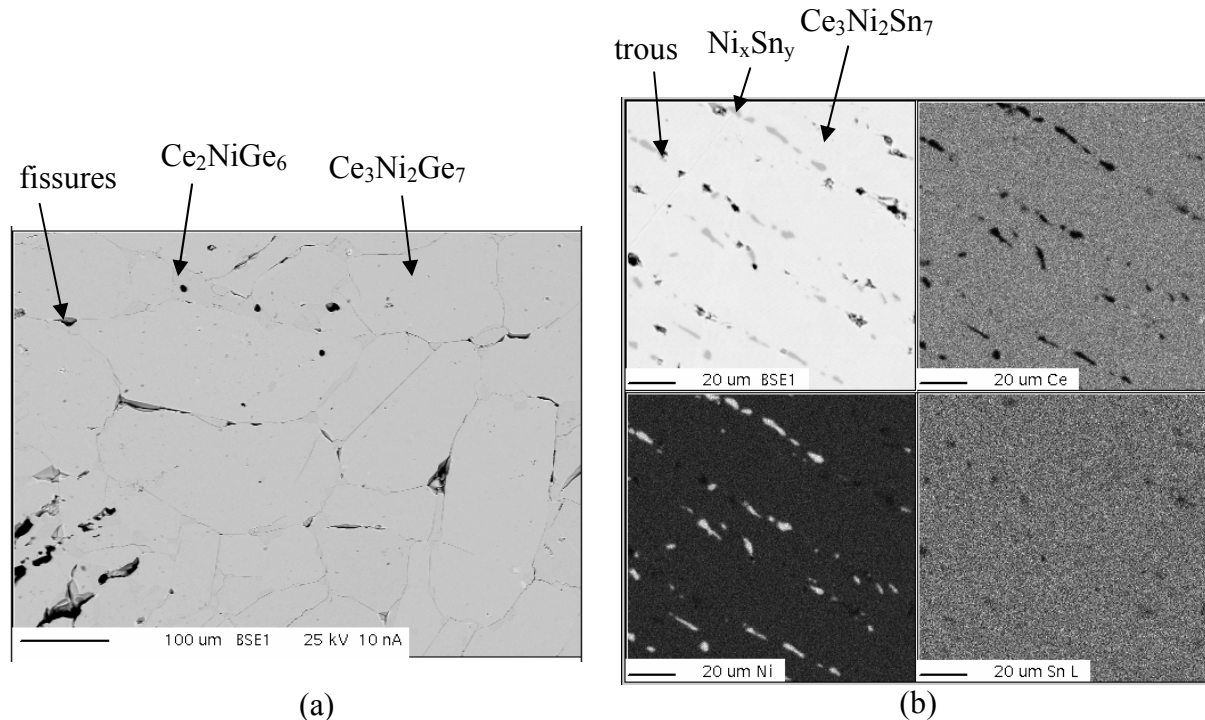 fissures
Ce₂NiGe₆
Ce₃Ni₂Ge₇
100 um BSE1 25 kV 10 nA
(a)
trous
NiₓSnᵧ
Ce₃Ni₂Sn₇
20 um BSE1
20 um Ce
20 um Ni
20 um Sn L
(b)